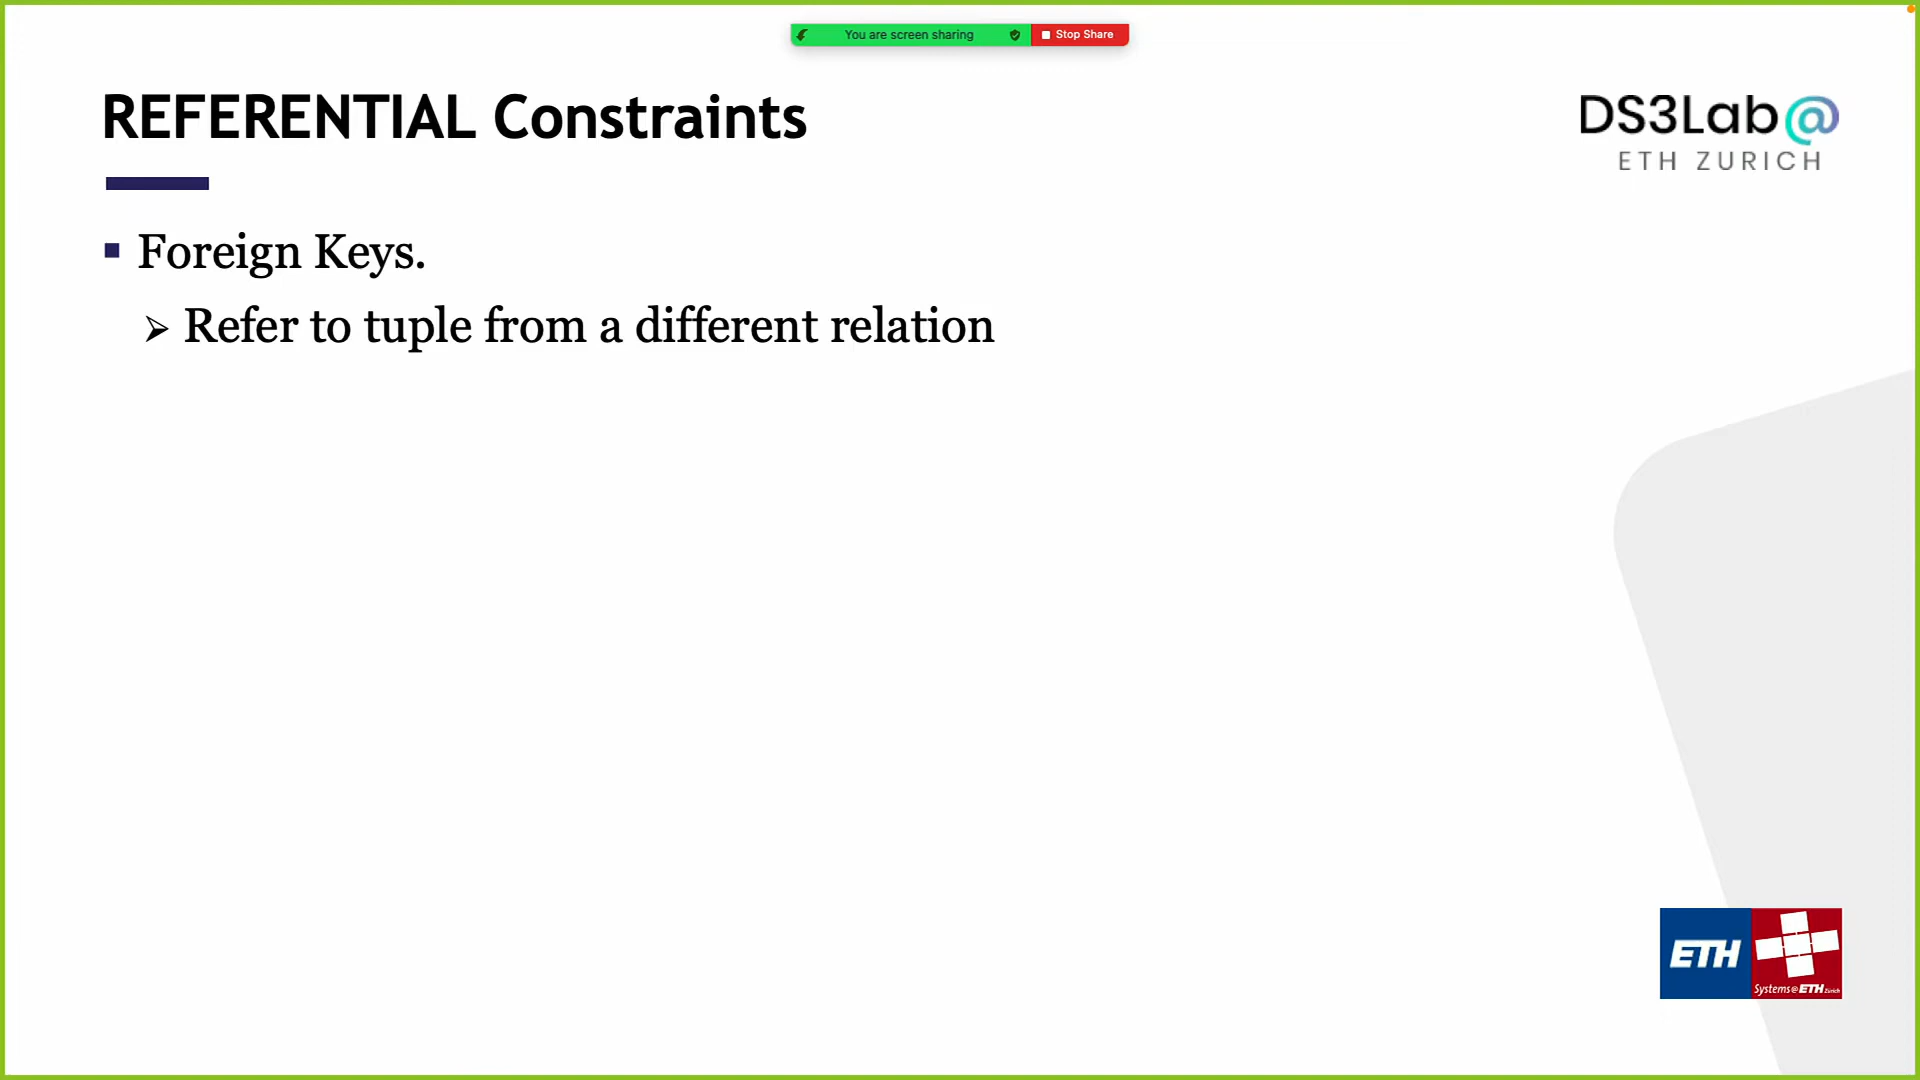 You are screen sharing
Stop Share
REFERENTIAL Constraints
DS3Lab@
ETH ZURICH
Foreign Keys.
Refer to tuple from a different relation
ETH
Systems@ETH Zürich